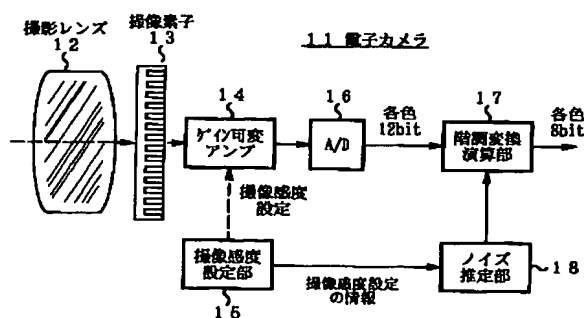 撮影レンズ
12
撮像素子
13
11 電子カメラ
14
ゲイン可変
アンプ
16
A/D
各色
12bit
17
階調変換
演算部
各色
8bit
撮像感度
設定
撮像感度
設定部
15
撮像感度設定
の情報
ノイズ
推定部
18